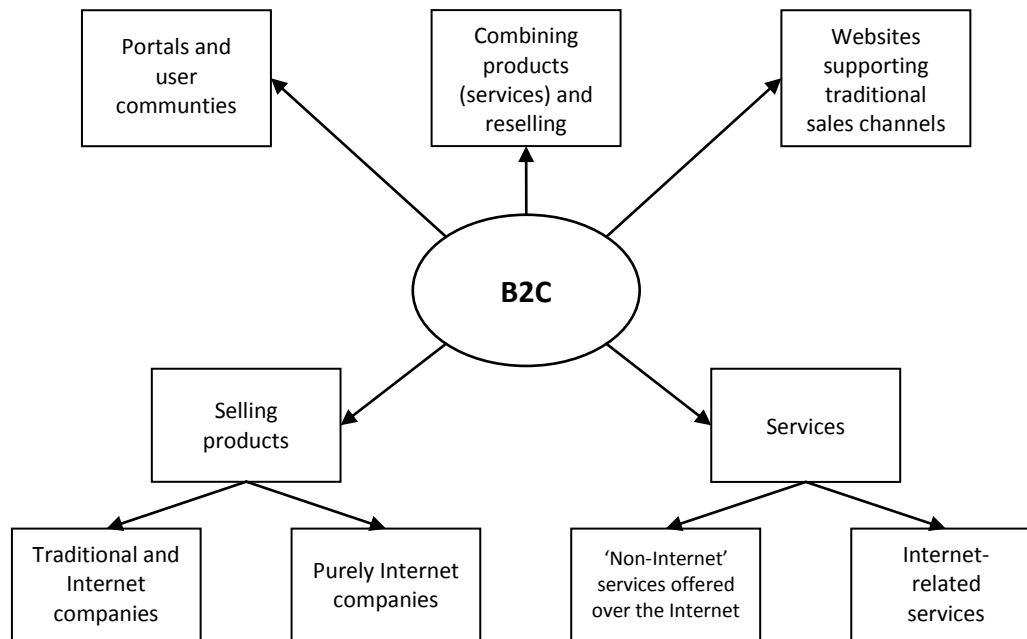 Portals and
user
communties
Combining
products
(services) and
reselling
Websites
supporting
traditional
sales channels
B2C
Selling
products
Services
Traditional and
Internet
companies
Purely Internet
companies
‘Non-Internet’
services offered
over the Internet
Internet-
related
services